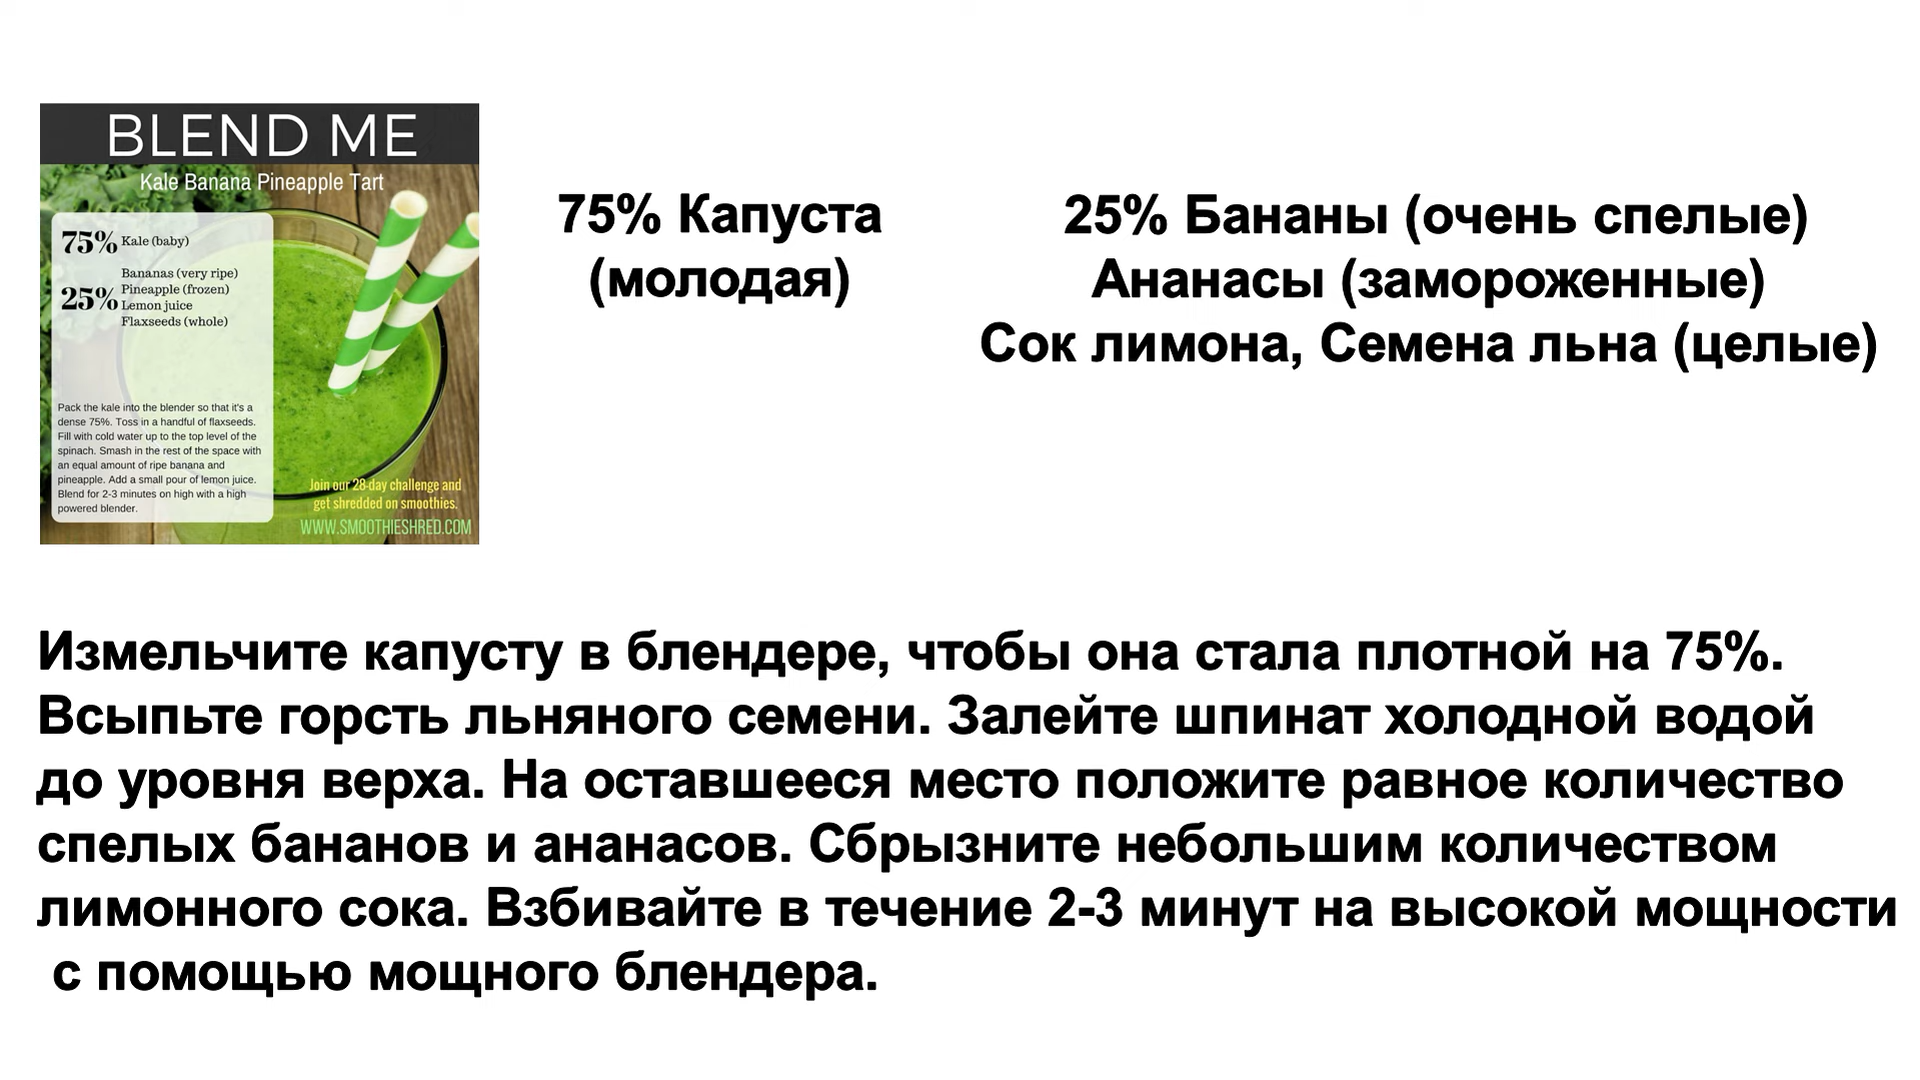 BLEND ME
Kale Banana Pineapple Tart
75% Kale (baby)
Bananas (very ripe)
25% Pineapple (frozen)
Lemon juice
Flaxseeds (whole)
Pack the kale into the blender so that it's a
dense 75%. Toss in a handful of flaxseeds.
Fill with cold water up to the top level of the
spinach. Smash in the rest of the space with
an equal amount of ripe banana and
pineapple. Add a small pour of lemon juice.
Blend for 2-3 minutes on high with a high
powered blender.
Join our 28-day challenge and
get shredded on smoothies.
WWW.SMOOTHIESHRED.COM
75% Капуста
(молодая)
25% Бананы (очень спелые)
Ананасы (замороженные)
Сок лимона, Семена льна (целые)
Измельчите капусту в блендере, чтобы она стала плотной на 75%.
Всыпьте горсть льняного семени. Залейте шпинат холодной водой
до уровня верха. На оставшееся место положите равное количество
спелых бананов и ананасов. Сбрызните небольшим количеством
лимонного сока. Взбивайте в течение 2-3 минут на высокой мощности
с помощью мощного блендера.